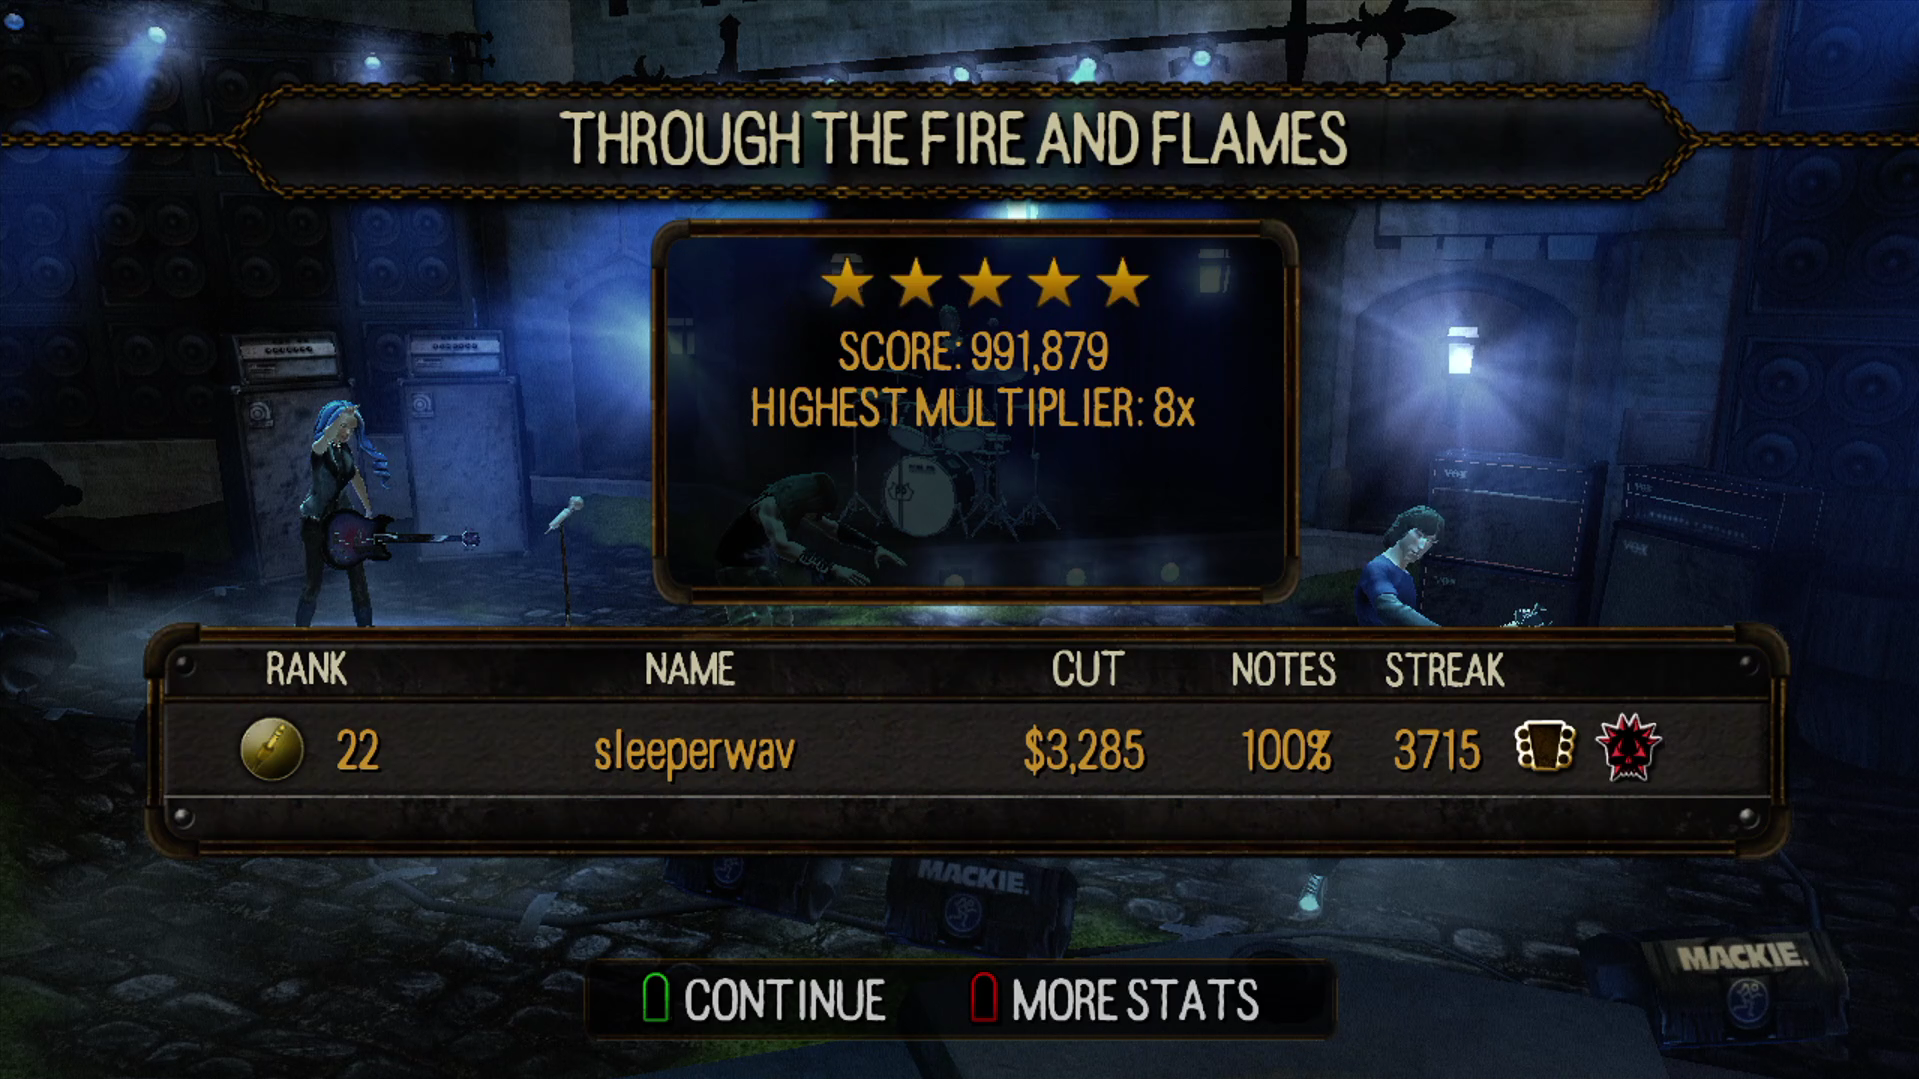 THROUGH THE FIRE AND FLAMES
SCORE: 991,879
HIGHEST MULTIPLIER: 8x
RANK NAME CUT NOTES STREAK
22 sleeperwav $3,285 100% 3715
MACKIE.
MACKIE.
CONTINUE MORE STATS